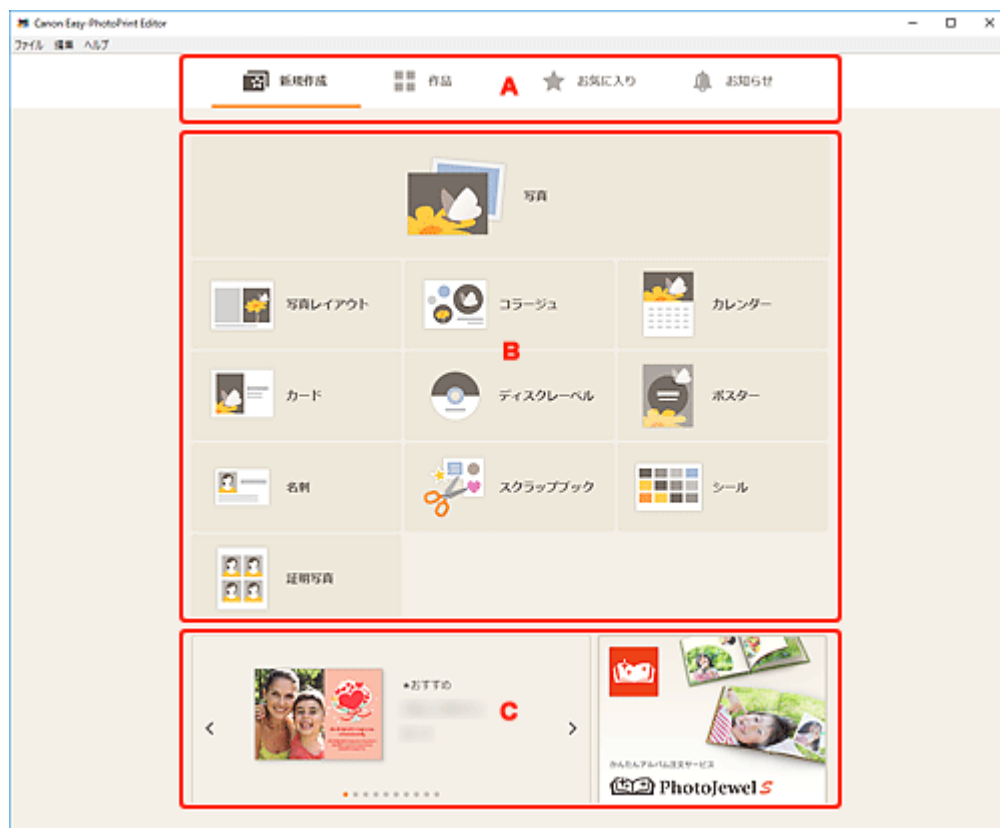 Canon Easy-PhotoPrint Editor
ファイル 編集 ヘルプ
新規作成 作品 A お気に入り お知らせ
写真
写真レイアウト コラージュ カレンダー
B
カード ディスクレーベル ポスター
名刺 スクラップブック シール
証明写真
★おすすめ
C
かんたんアルバム注文サービス
PhotoJewel S